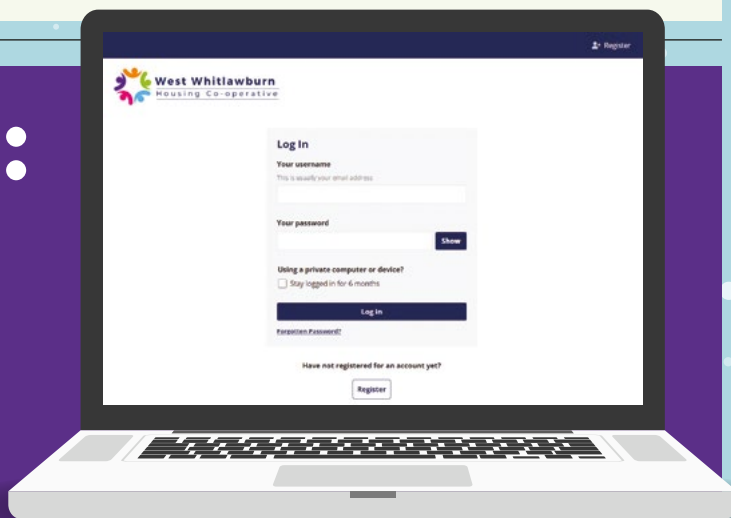 Register
West Whitlawburn
Housing Co-operative
Log In
Your username
This is usually your email address
Your password
Show
Using a private computer or device?
Stay logged in for 6 months
Log in
Forgotten Password?
Have not registered for an account yet?
Register